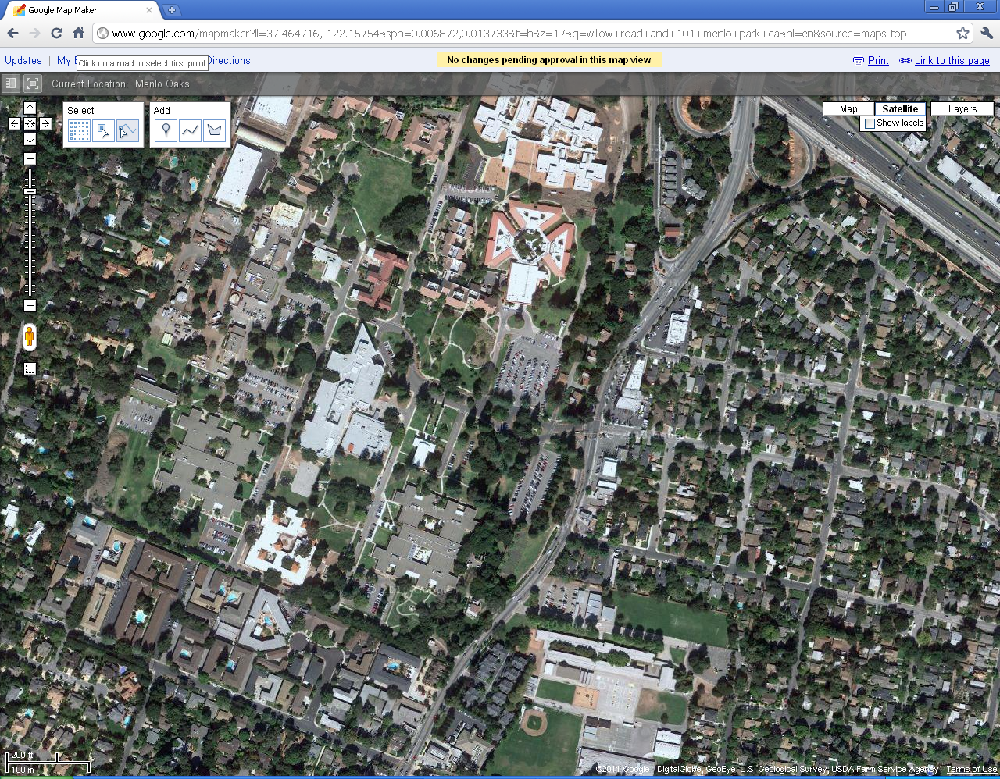 Google Map Maker
www.google.com/mapmaker?ll=37.464716,-122.15754&spn=0.006872,0.013733&t=h&z=17&q=willow+road+and+101+menlo+park+ca&hl=en&source=maps-top
Updates | My E Directions
Click on a road to select first point
No changes pending approval in this map view
Print
Link to this page
Current Location: Menlo Oaks
Select
Add
Map
Satellite
Layers
Show labels
200 ft
100 m
©2011 Google - DigitalGlobe, GeoEye, U.S. Geological Survey, USDA Farm Service Agency - Terms of Use